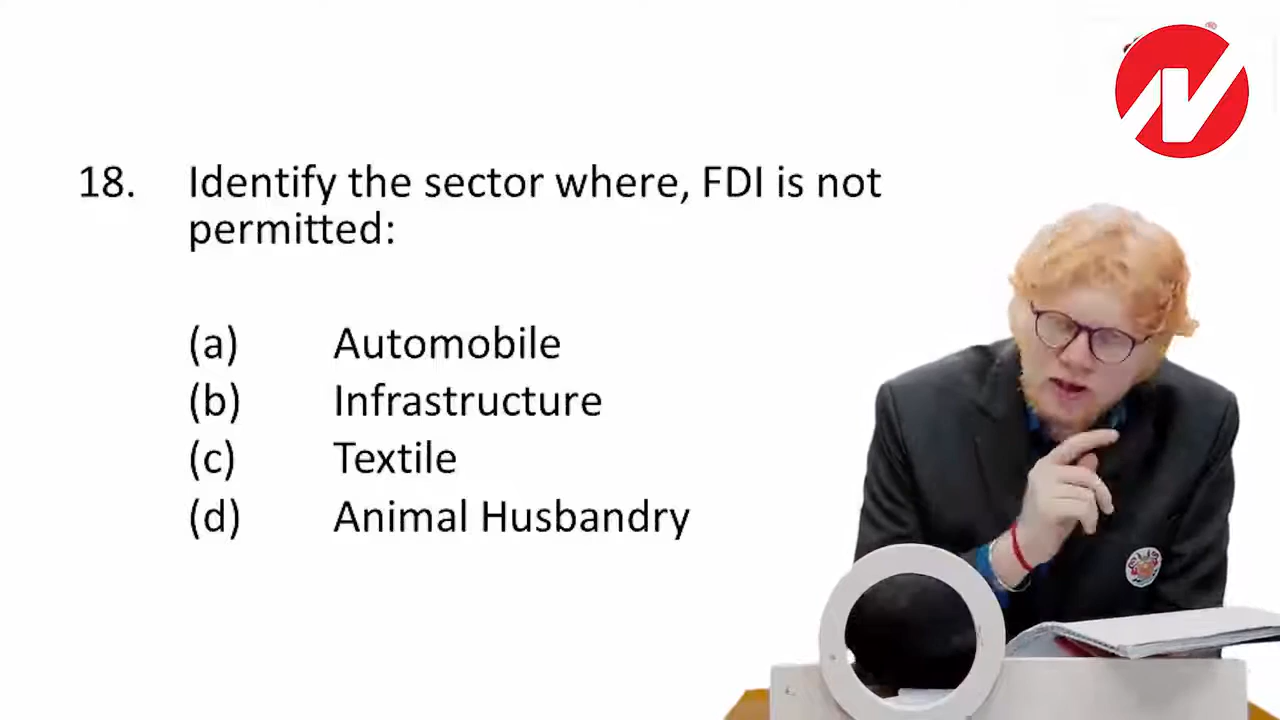 18. Identify the sector where, FDI is not
permitted:
(a) Automobile
(b) Infrastructure
(c) Textile
(d) Animal Husbandry